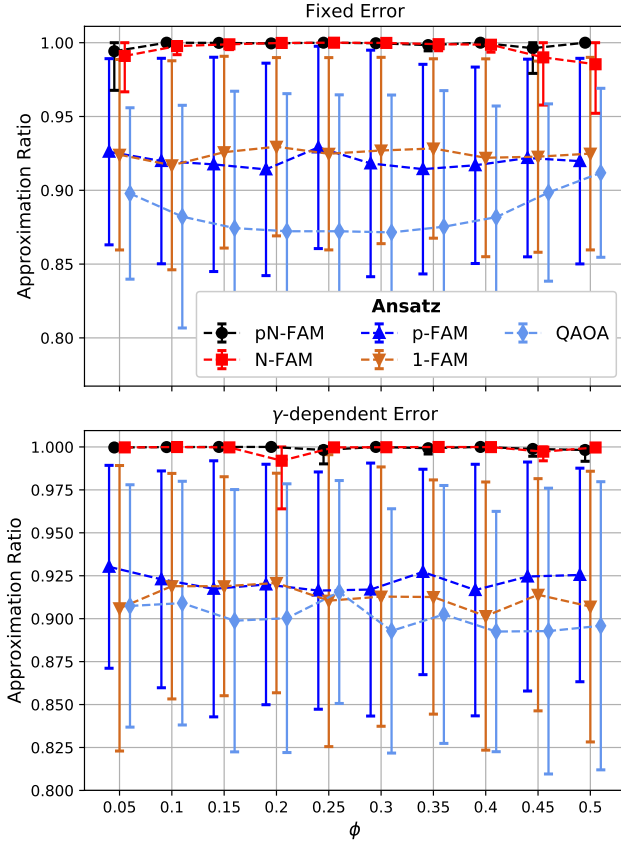 Fixed Error
1.00
0.95
0.90
0.85
0.80
Approximation Ratio
Ansatz
pN-FAM
p-FAM
QAOA
N-FAM
1-FAM
γ-dependent Error
1.000
0.975
0.950
0.925
0.900
0.875
0.850
0.825
0.800
Approximation Ratio
0.05 0.1 0.15 0.2 0.25 0.3 0.35 0.4 0.45 0.5
ϕ